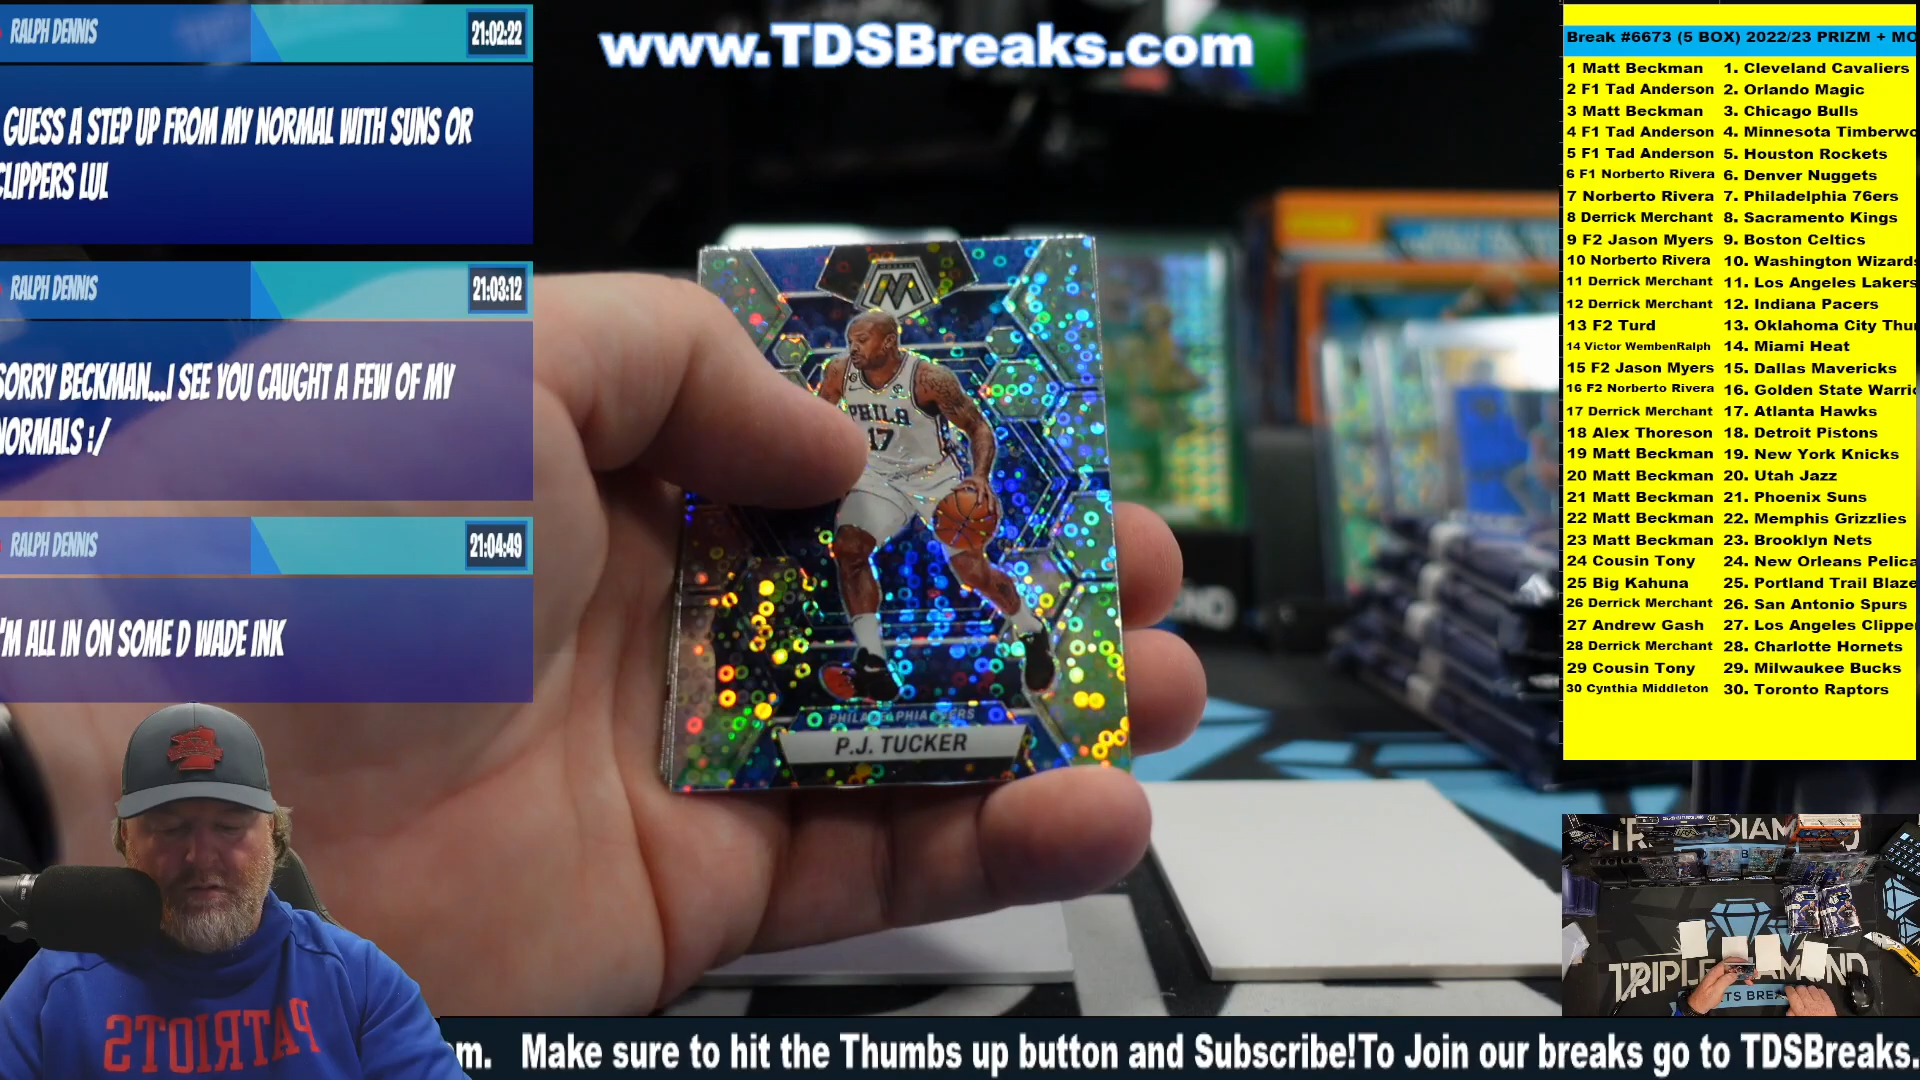 RALPH DENNIS
21:02:22
GUESS A STEP UP FROM MY NORMAL WITH SUNS OR
CLIPPERS LUL
RALPH DENNIS
21:03:12
SORRY BECKMAN...I SEE YOU CAUGHT A FEW OF MY
NORMALS :/
RALPH DENNIS
21:04:49
'M ALL IN ON SOME D WADE INK
www.TDSBreaks.com
MOSAIC
M
PHILA
17
PHILADELPHIA 76ERS
P.J. TUCKER
PATRIOTS
Break #6673 (5 BOX) 2022/23 PRIZM + MO
1 Matt Beckman 1. Cleveland Cavaliers
2 F1 Tad Anderson 2. Orlando Magic
3 Matt Beckman 3. Chicago Bulls
4 F1 Tad Anderson 4. Minnesota Timberwo
5 F1 Tad Anderson 5. Houston Rockets
6 F1 Norberto Rivera 6. Denver Nuggets
7 Norberto Rivera 7. Philadelphia 76ers
8 Derrick Merchant 8. Sacramento Kings
9 F2 Jason Myers 9. Boston Celtics
10 Norberto Rivera 10. Washington Wizards
11 Derrick Merchant 11. Los Angeles Lakers
12 Derrick Merchant 12. Indiana Pacers
13 F2 Turd 13. Oklahoma City Thu
14 Victor WembenRalph 14. Miami Heat
15 F2 Jason Myers 15. Dallas Mavericks
16 F2 Norberto Rivera 16. Golden State Warric
17 Derrick Merchant 17. Atlanta Hawks
18 Alex Thoreson 18. Detroit Pistons
19 Matt Beckman 19. New York Knicks
20 Matt Beckman 20. Utah Jazz
21 Matt Beckman 21. Phoenix Suns
22 Matt Beckman 22. Memphis Grizzlies
23 Matt Beckman 23. Brooklyn Nets
24 Cousin Tony 24. New Orleans Pelica
25 Big Kahuna 25. Portland Trail Blaze
26 Derrick Merchant 26. San Antonio Spurs
27 Andrew Gash 27. Los Angeles Clipper
28 Derrick Merchant 28. Charlotte Hornets
29 Cousin Tony 29. Milwaukee Bucks
30 Cynthia Middleton 30. Toronto Raptors
TRIPLE DIAMOND
m. Make sure to hit the Thumbs up button and Subscribe!To Join our breaks go to TDSBreaks.